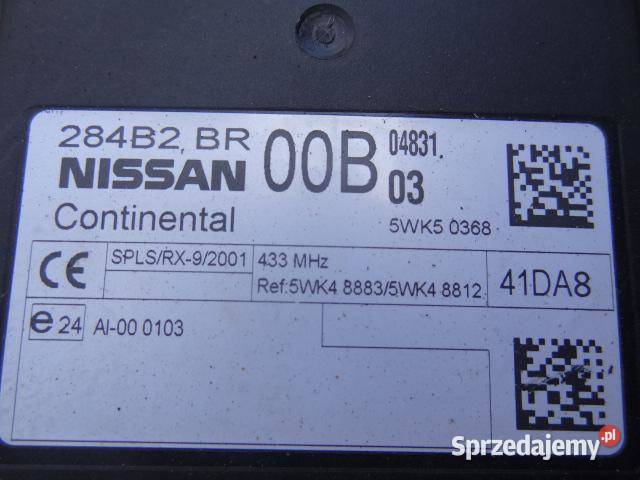 284B2 BR 00B 04831
NISSAN 03
Continental 5WK5 0368
CE SPLS/RX-9/2001 433 MHz
Ref:5WK4 8883/5WK4 8812 41DA8
e24 AI-00 0103
Sprzedajemy.pl